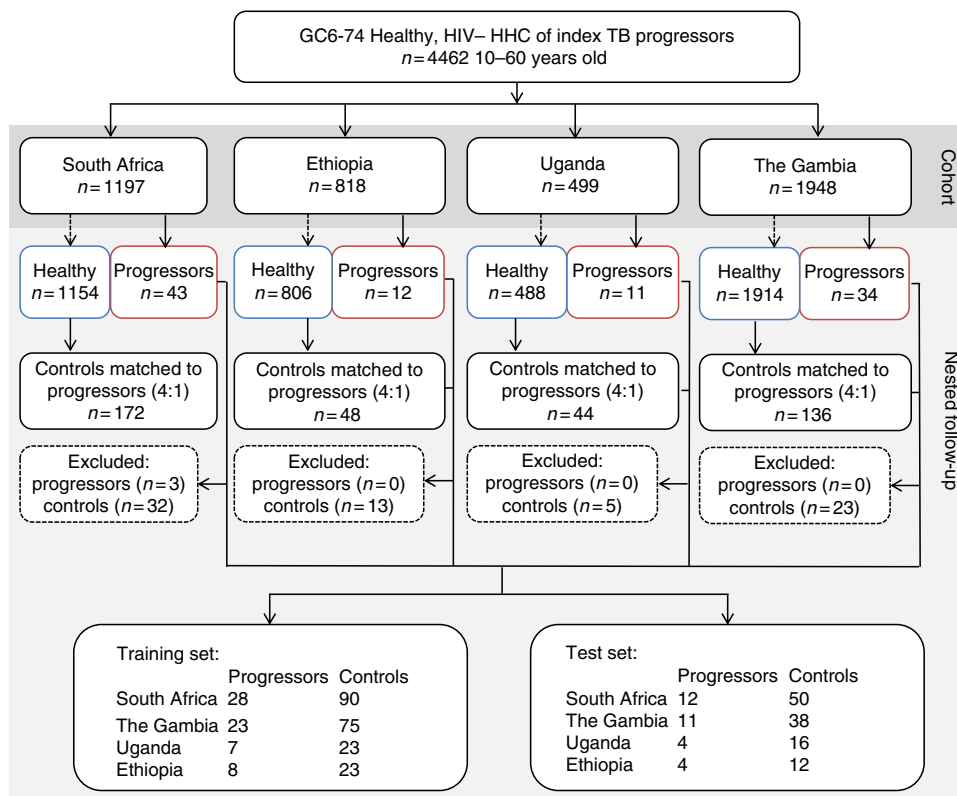 GC6-74 Healthy, HIV– HHC of index TB progressors
n=4462 10–60 years old
South Africa
n=1197
Ethiopia
n=818
Uganda
n=499
The Gambia
n=1948
Cohort
Healthy
n=1154
Progressors
n=43
Healthy
n=806
Progressors
n=12
Healthy
n=488
Progressors
n=11
Healthy
n=1914
Progressors
n=34
Controls matched to
progressors (4:1)
n=172
Controls matched to
progressors (4:1)
n=48
Controls matched to
progressors (4:1)
n=44
Controls matched to
progressors (4:1)
n=136
Nested follow-up
Excluded:
progressors (n=3)
controls (n=32)
Excluded:
progressors (n=0)
controls (n=13)
Excluded:
progressors (n=0)
controls (n=5)
Excluded:
progressors (n=0)
controls (n=23)
Training set:
Progressors Controls
South Africa 28 90
The Gambia 23 75
Uganda 7 23
Ethiopia 8 23
Test set:
Progressors Controls
South Africa 12 50
The Gambia 11 38
Uganda 4 16
Ethiopia 4 12